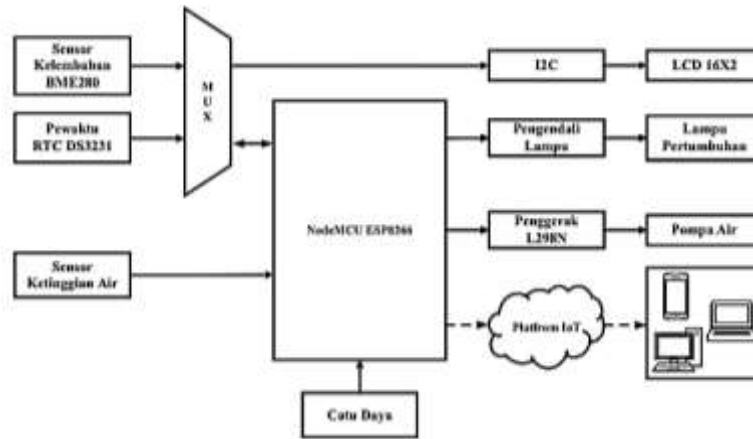 Sensor
Kelembaban
BME280
MUX
I2C
LCD 16X2
Pewaktu
RTC DS3231
Pengendali
Lampu
Lampu
Pertumbuhan
NodeMCU ESP8266
Penggerak
L298N
Pompa Air
Sensor
Ketinggian Air
Platfrom IoT
Catu Daya